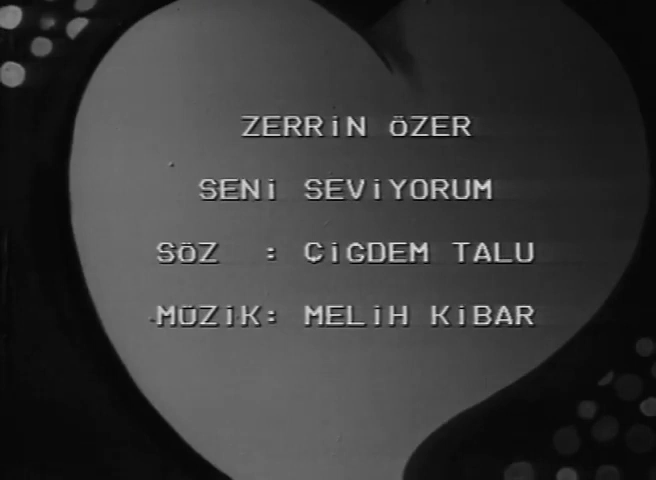 ZERRiN öZER
SENi SEViYORUM
SöZ : ÇiGDEM TALU
MÜZiK: MELiH KiBAR